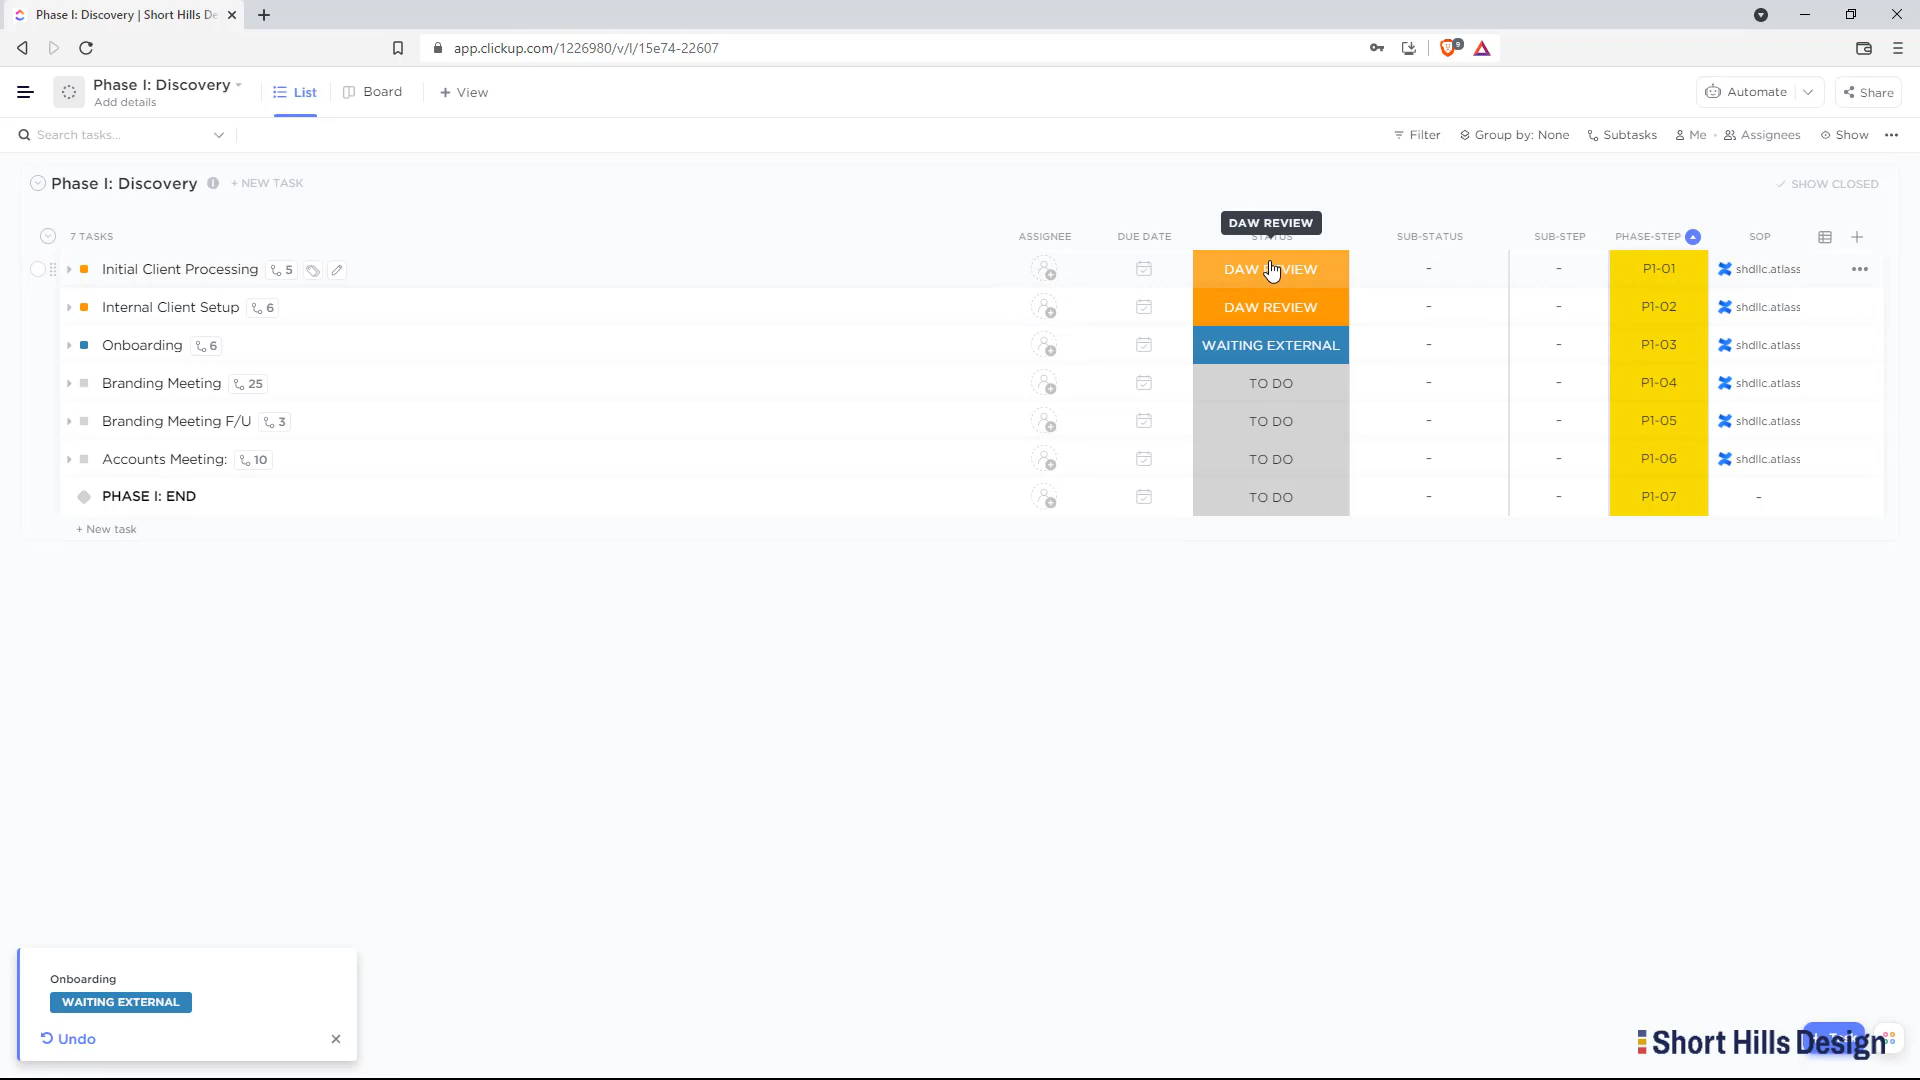 Phase I: Discovery | Short Hills De
app.clickup.com/1226980/v/l/15e74-22607
9
Phase I: Discovery
Add details
List
Board
+ View
Automate
Share
Search tasks...
Filter
Group by: None
Subtasks
Me
Assignees
Show
Phase I: Discovery
+ NEW TASK
SHOW CLOSED
DAW REVIEW
7 TASKS
ASSIGNEE
DUE DATE
STATUS
SUB-STATUS
SUB-STEP
PHASE-STEP
SOP
Initial Client Processing 5 DAW REVIEW - - P1-01 shdllc.atlass
Internal Client Setup 6 DAW REVIEW - - P1-02 shdllc.atlass
Onboarding 6 WAITING EXTERNAL - - P1-03 shdllc.atlass
Branding Meeting 25 TO DO - - P1-04 shdllc.atlass
Branding Meeting F/U 3 TO DO - - P1-05 shdllc.atlass
Accounts Meeting: 10 TO DO - - P1-06 shdllc.atlass
PHASE I: END TO DO - - P1-07 -
+ New task
Onboarding
WAITING EXTERNAL
Undo
Short Hills Design